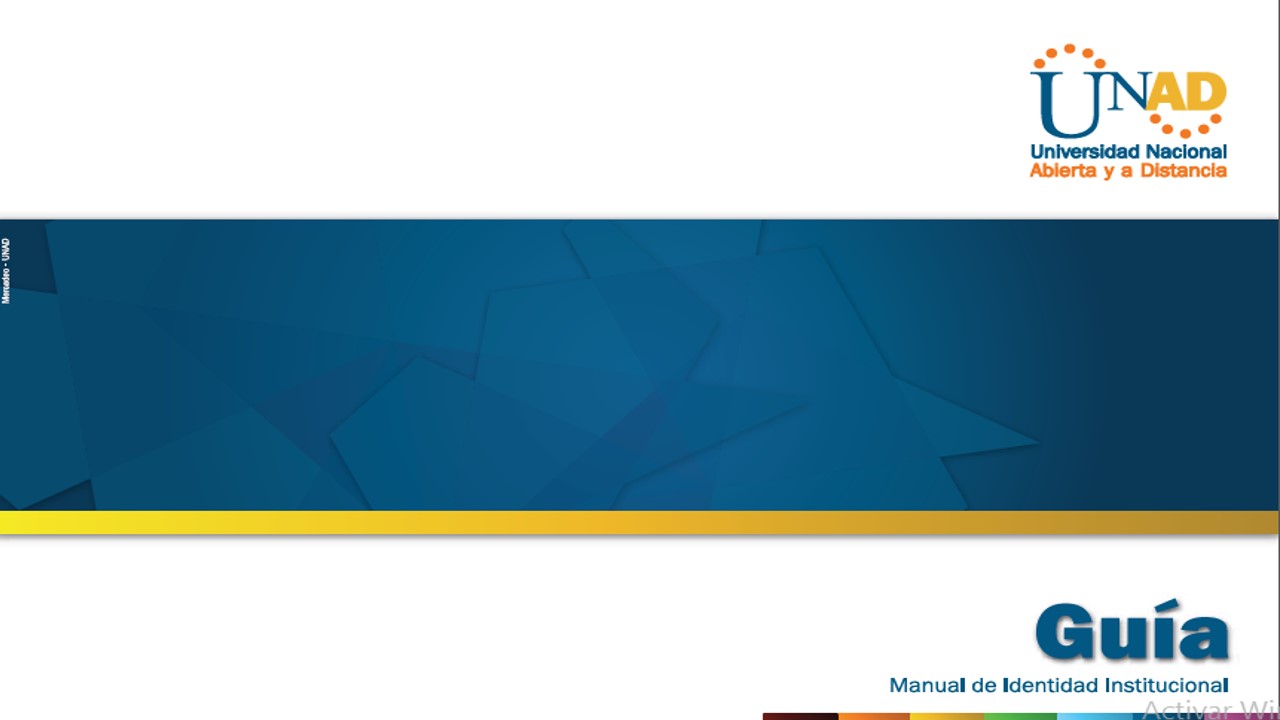 UNAD
Universidad Nacional
Abierta y a Distancia
Mercadeo - UNAD
Guía
Manual de Identidad Institucional
Activar Wi